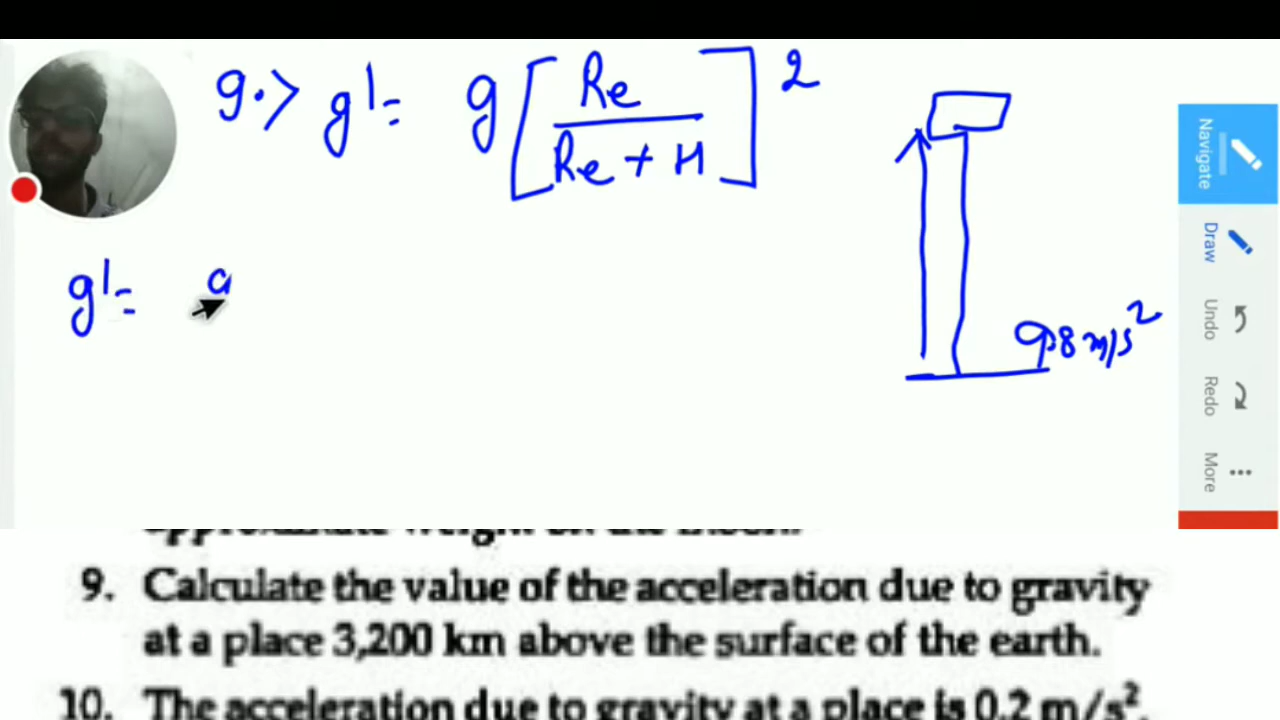 9.> g'= g[Re/Re + H]2
9.8 m/s2
g'=
Navigate
Draw
Undo
Redo
More
9. Calculate the value of the acceleration due to gravity
at a place 3,200 km above the surface of the earth.
10. The acceleration due to gravity at a place is 0.2 m/s².